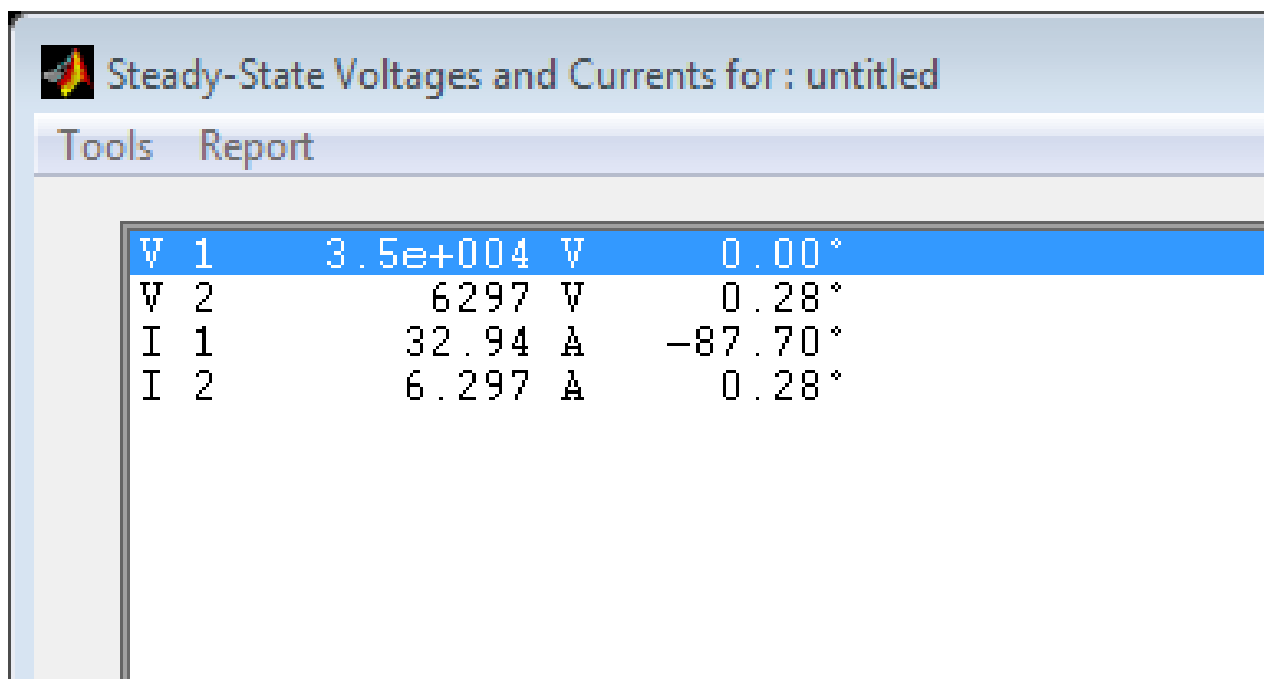 Steady-State Voltages and Currents for : untitled
Tools Report
V 1 3.5e+004 V 0.00°
V 2 6297 V 0.28°
I 1 32.94 A -87.70°
I 2 6.297 A 0.28°